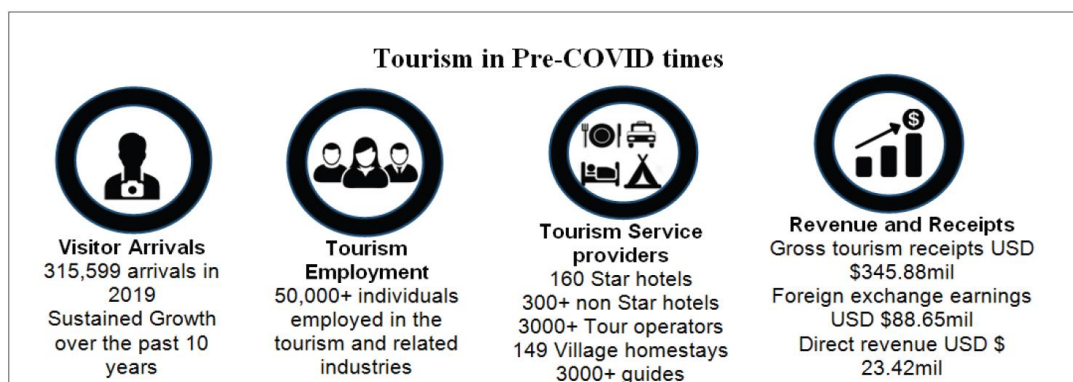 Tourism in Pre-COVID times
Visitor Arrivals
315,599 arrivals in
2019
Sustained Growth
over the past 10
years
Tourism
Employment
50,000+ individuals
employed in the
tourism and related
industries
Tourism Service
providers
160 Star hotels
300+ non Star hotels
3000+ Tour operators
149 Village homestays
3000+ guides
$
Revenue and Receipts
Gross tourism receipts USD
$345.88mil
Foreign exchange earnings
USD $88.65mil
Direct revenue USD $
23.42mil